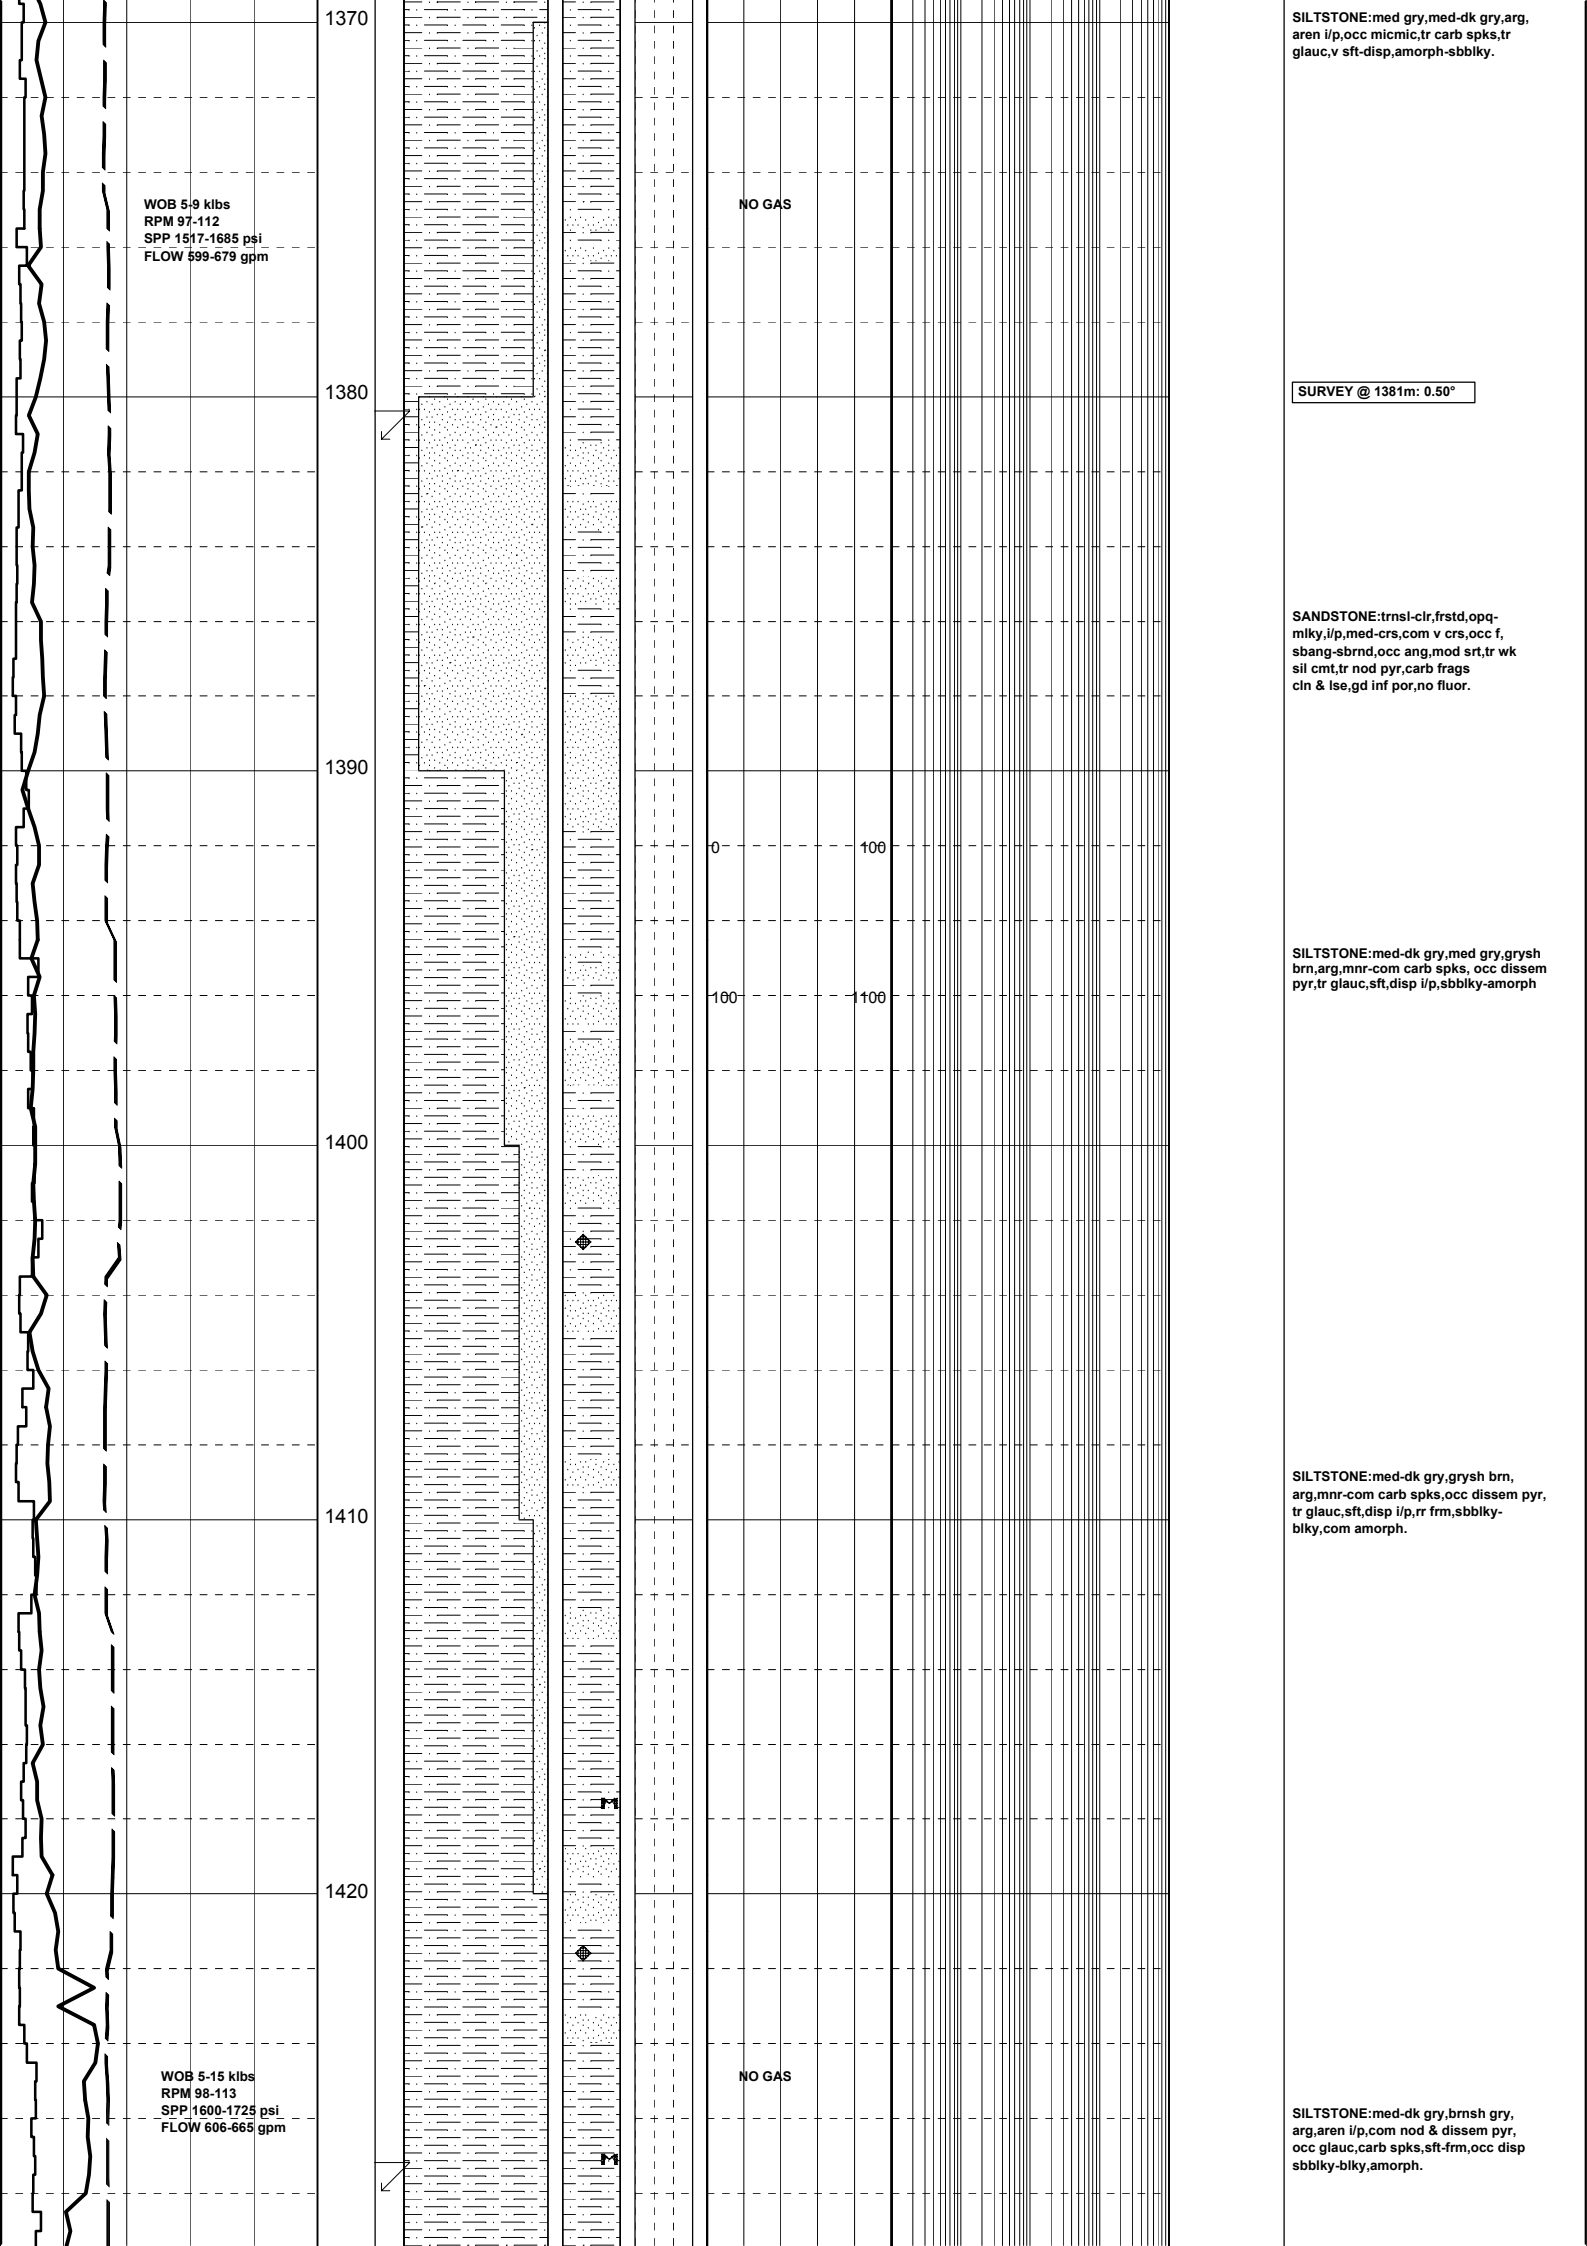 1370
SILTSTONE:med gry,med-dk gry,arg,
aren i/p,occ micmic,tr carb spks,tr
glauc,v sft-disp,amorph-sbblky.
WOB 5-9 klbs
RPM 97-112
SPP 1517-1685 psi
FLOW 599-679 gpm
NO GAS
1380
SURVEY @ 1381m: 0.50°
SANDSTONE:trnsl-clr,frstd,opq-
mlky,i/p,med-crs,com v crs,occ f,
sbang-sbrnd,occ ang,mod srt,tr wk
sil cmt,tr nod pyr,carb frags
cln & lse,gd inf por,no fluor.
1390
0 100
SILTSTONE:med-dk gry,med gry,grysh
brn,arg,mnr-com carb spks, occ dissem
pyr,tr glauc,sft,disp i/p,sbblky-amorph
100 1100
1400
SILTSTONE:med-dk gry,grysh brn,
arg,mnr-com carb spks,occ dissem pyr,
tr glauc,sft,disp i/p,rr frm,sbblky-
blky,com amorph.
1410
M
1420
WOB 5-15 klbs
RPM 98-113
SPP 1600-1725 psi
FLOW 606-665 gpm
NO GAS
SILTSTONE:med-dk gry,brnsh gry,
arg,aren i/p,com nod & dissem pyr,
occ glauc,carb spks,sft-frm,occ disp
sbblky-blky,amorph.
M